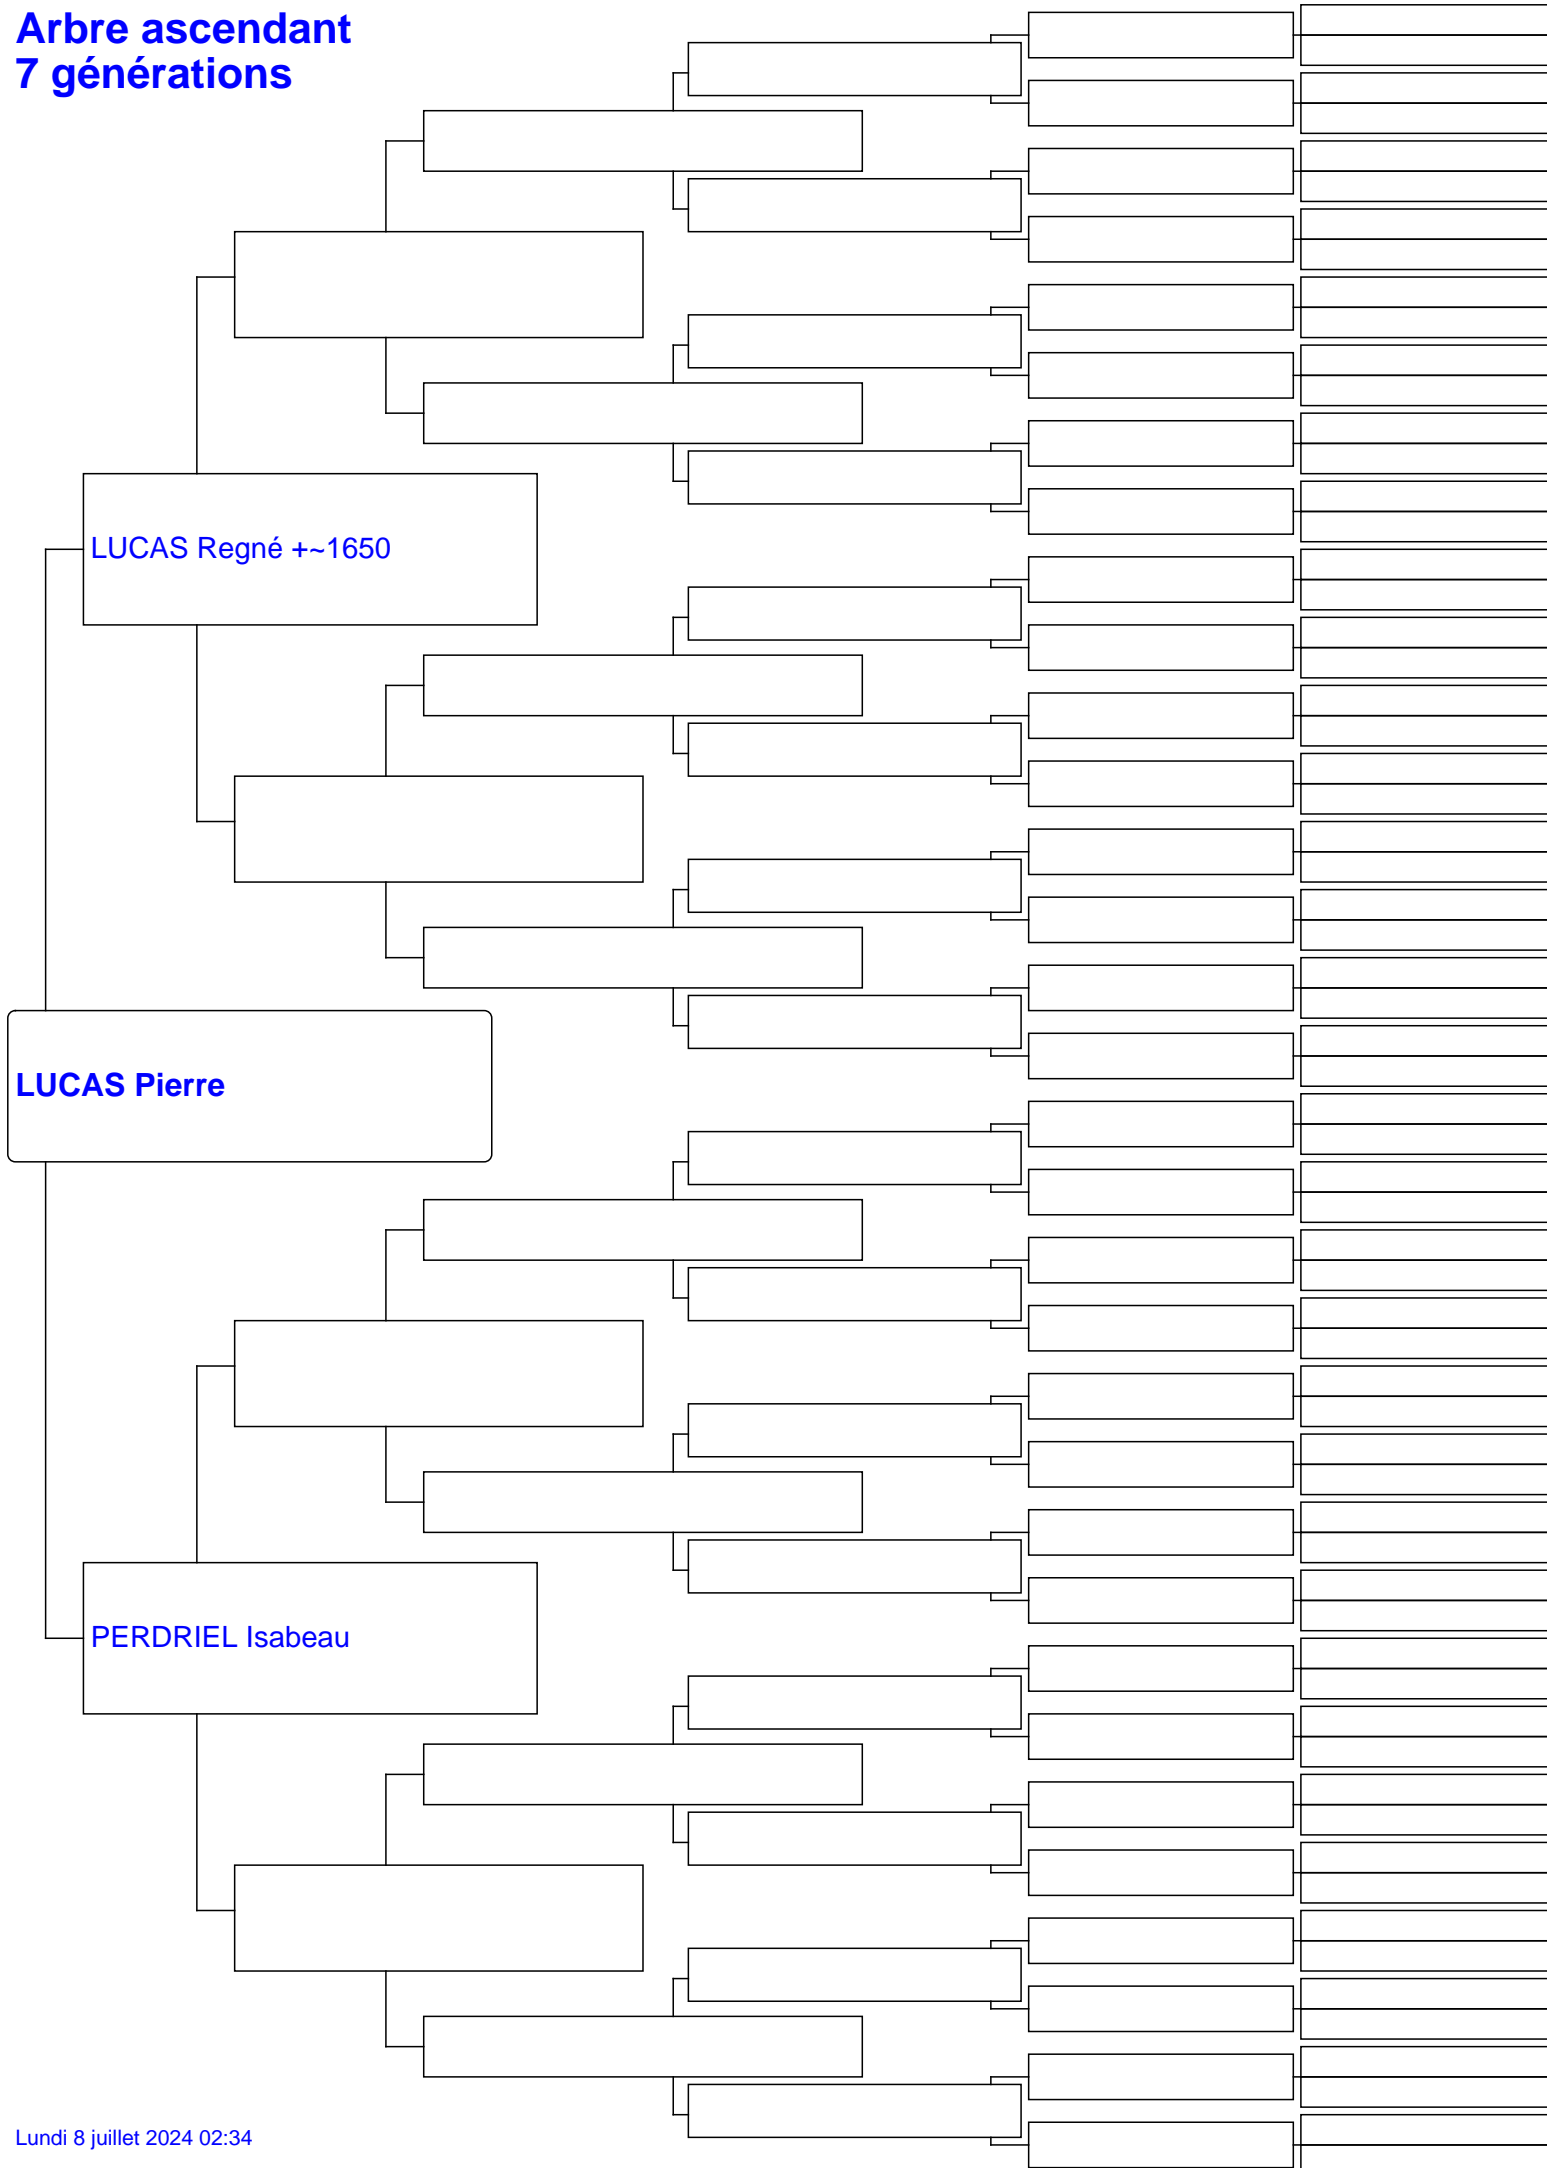 Arbre ascendant
7 générations
LUCAS Regné +~1650
LUCAS Pierre
PERDRIEL Isabeau
Lundi 8 juillet 2024 02:34